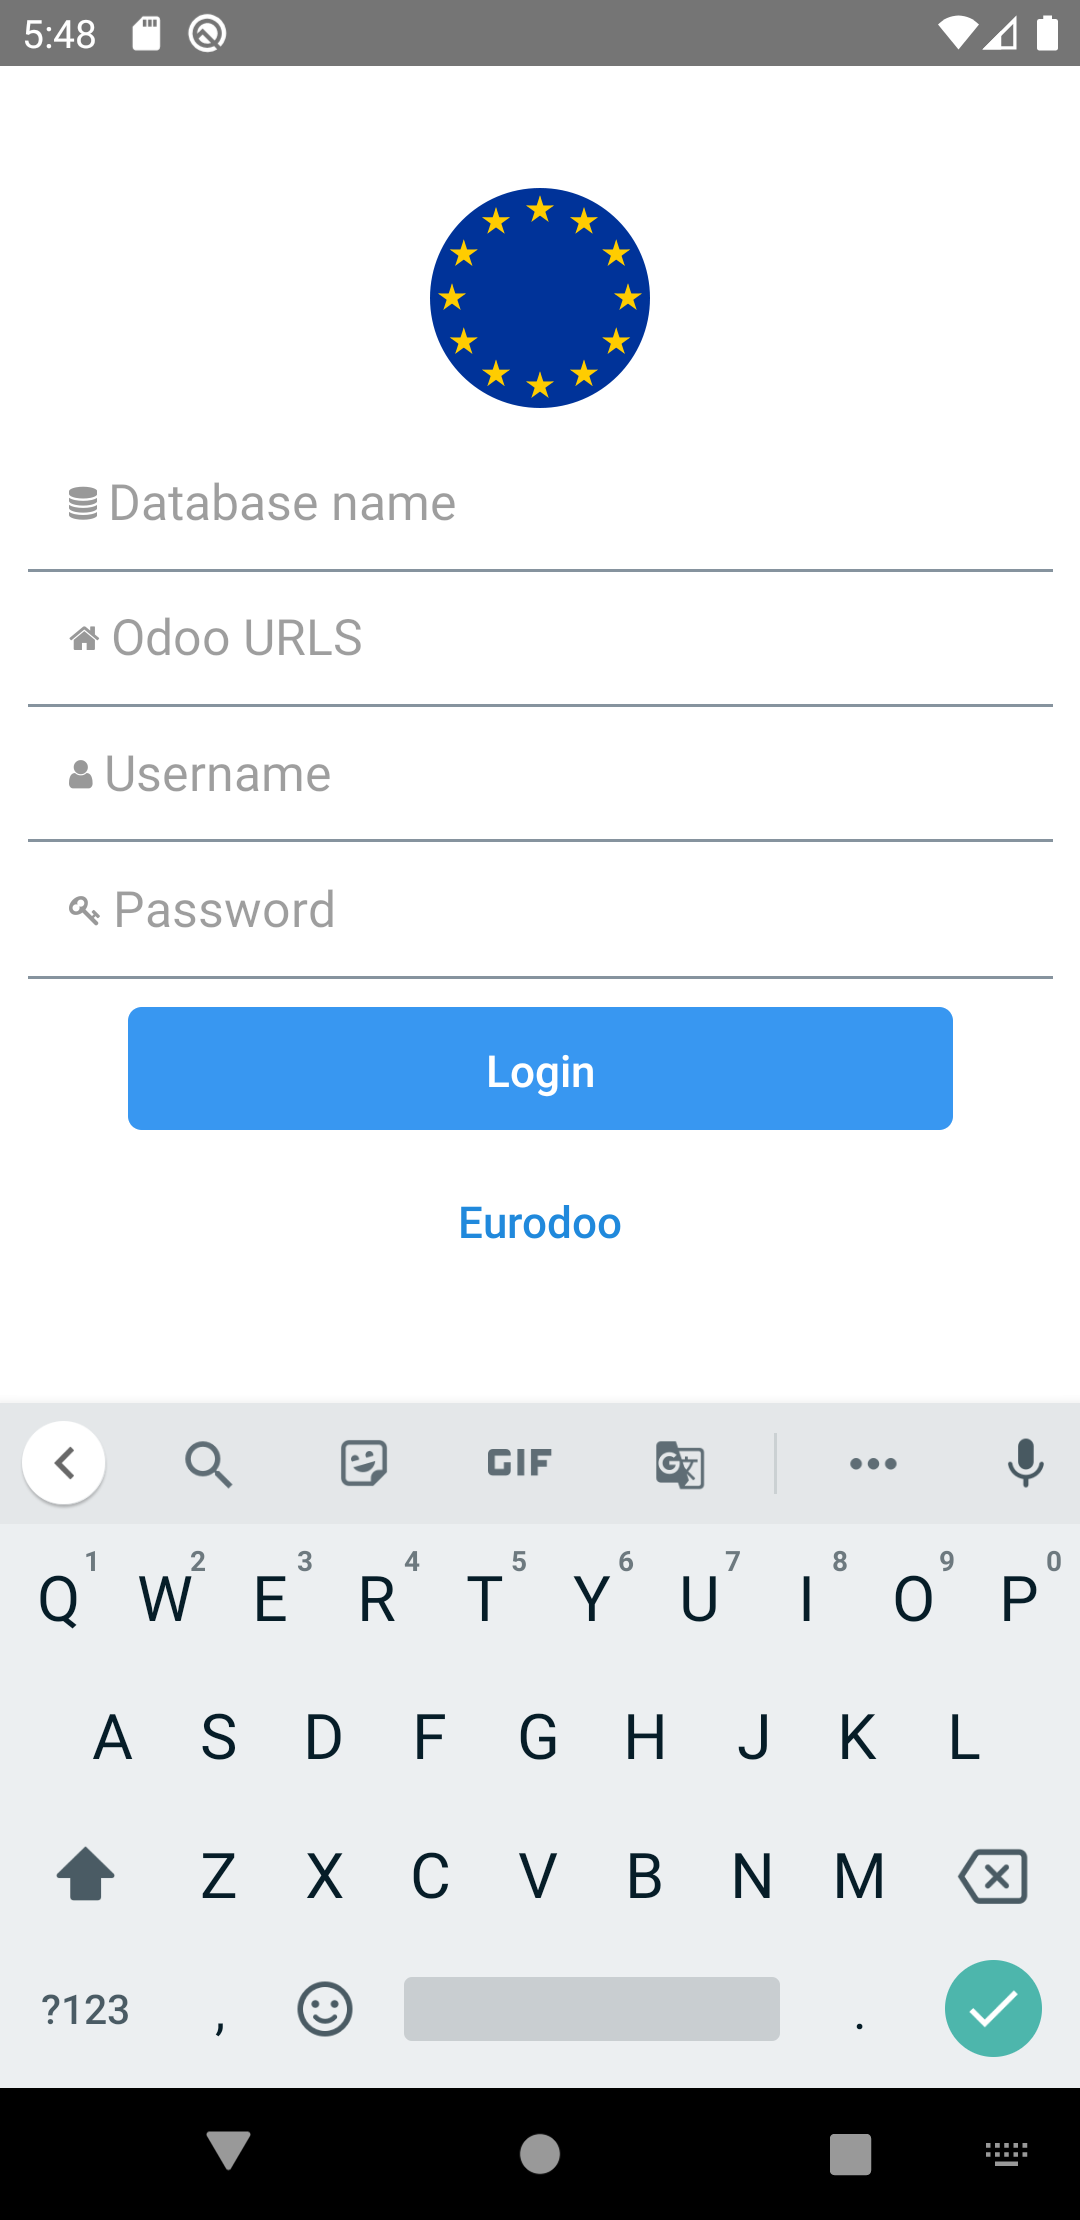 5:48
Database name
Odoo URLS
Username
Password
Login
Eurodoo
GIF
G
1 2 3 4 5 6 7 8 9 0
Q W E R T Y U I O P
A S D F G H J K L
Z X C V B N M
?123 , .